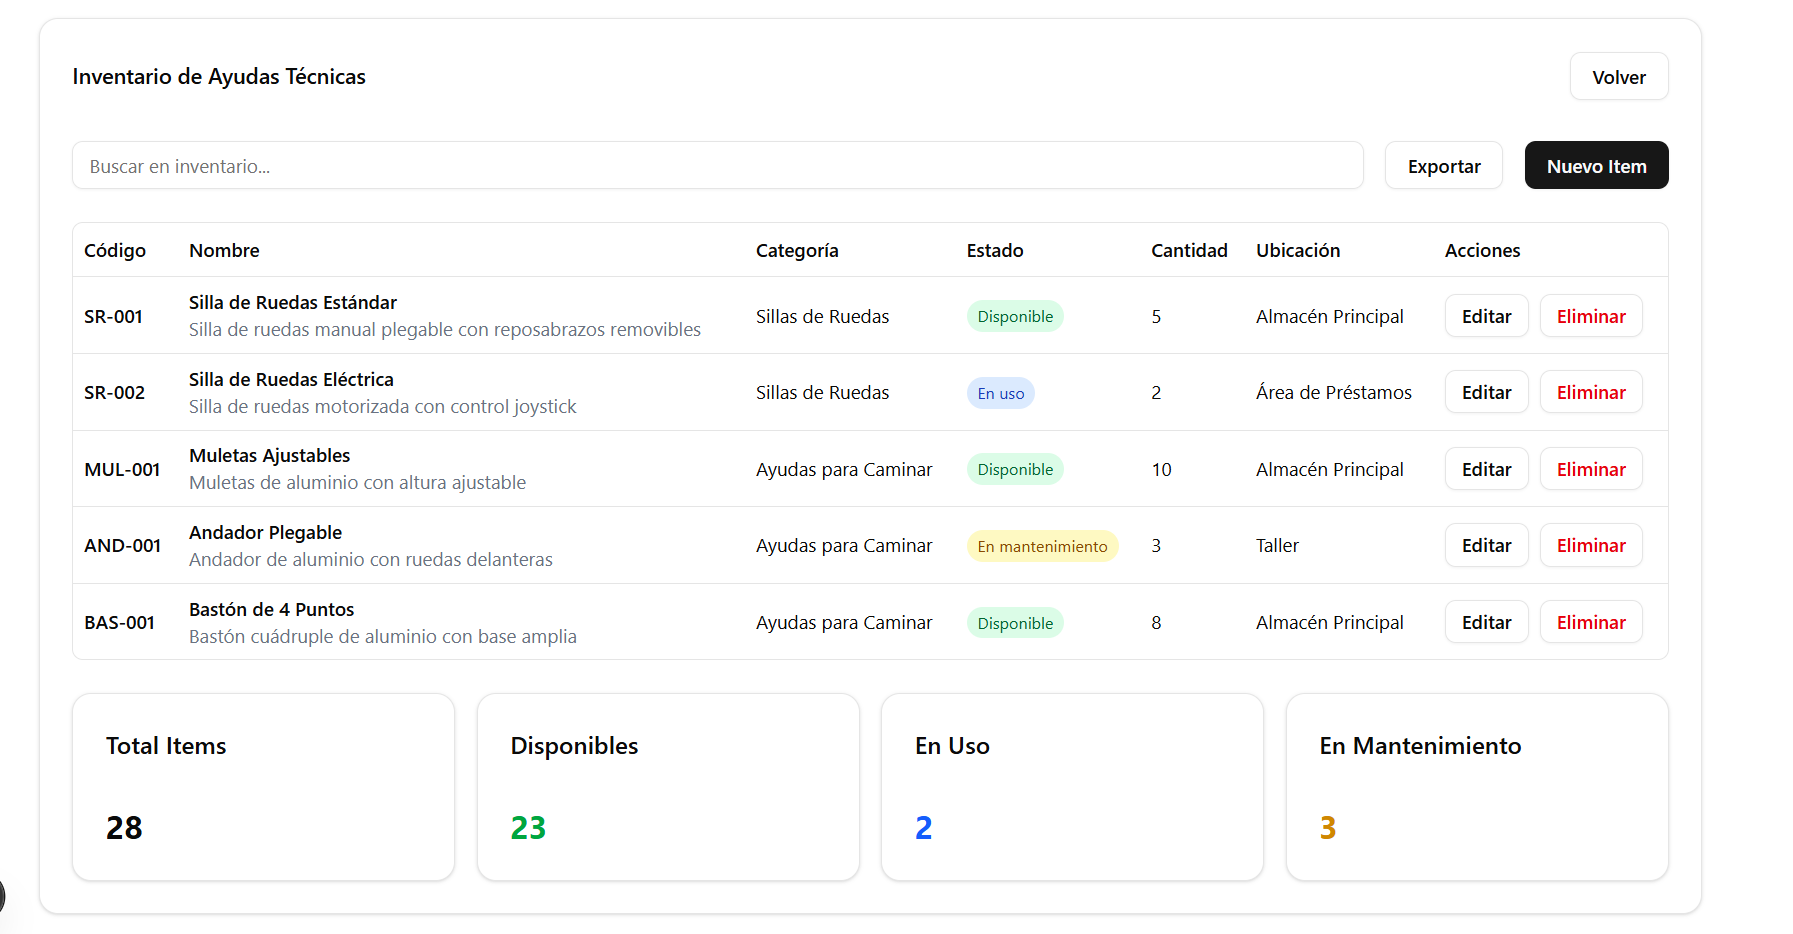 Inventario de Ayudas Técnicas
Volver
Buscar en inventario...
Exportar
Nuevo Item
Código Nombre Categoría Estado Cantidad Ubicación Acciones
SR-001 Silla de Ruedas Estándar Sillas de Ruedas Disponible 5 Almacén Principal Editar Eliminar
Silla de ruedas manual plegable con reposabrazos removibles
SR-002 Silla de Ruedas Eléctrica Sillas de Ruedas En uso 2 Área de Préstamos Editar Eliminar
Silla de ruedas motorizada con control joystick
MUL-001 Muletas Ajustables Ayudas para Caminar Disponible 10 Almacén Principal Editar Eliminar
Muletas de aluminio con altura ajustable
AND-001 Andador Plegable Ayudas para Caminar En mantenimiento 3 Taller Editar Eliminar
Andador de aluminio con ruedas delanteras
BAS-001 Bastón de 4 Puntos Ayudas para Caminar Disponible 8 Almacén Principal Editar Eliminar
Bastón cuádruple de aluminio con base amplia
Total Items
28
Disponibles
23
En Uso
2
En Mantenimiento
3